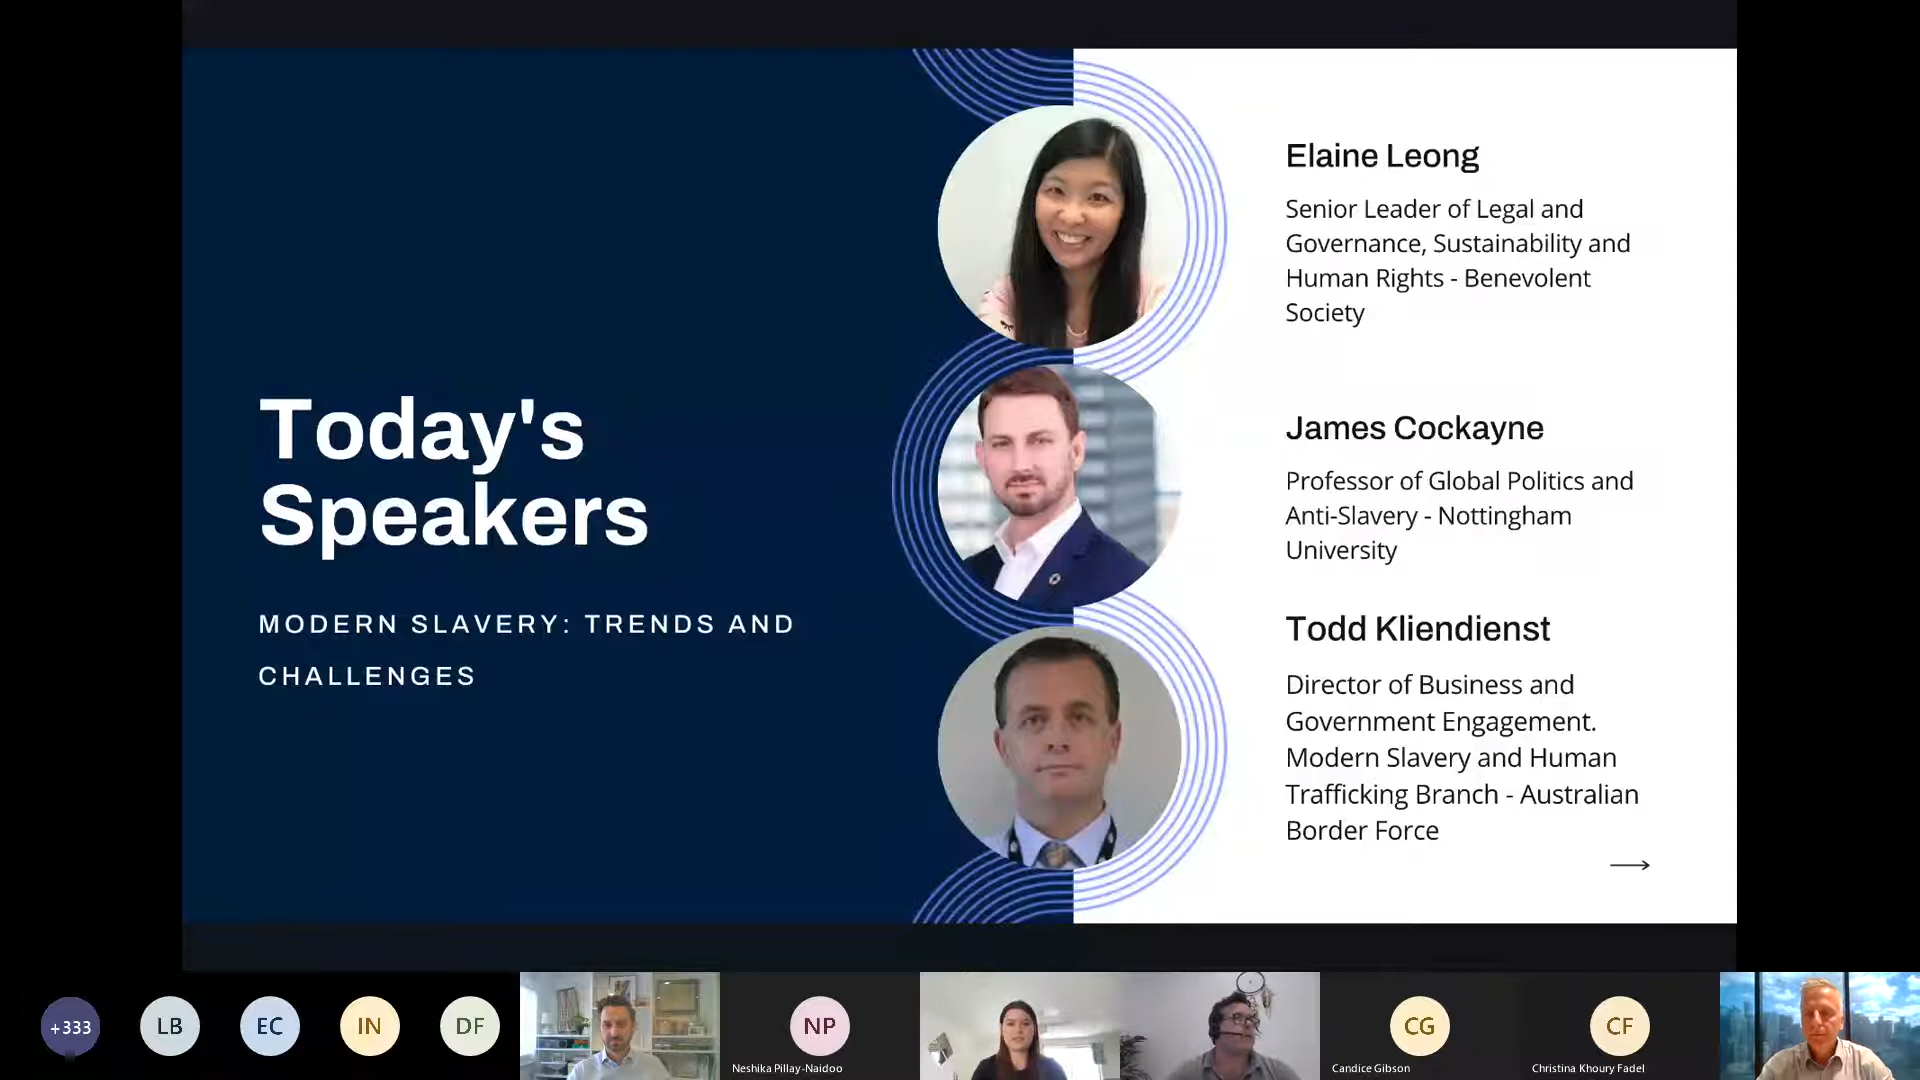 Today's
Speakers
MODERN SLAVERY: TRENDS AND
CHALLENGES
Elaine Leong
Senior Leader of Legal and
Governance, Sustainability and
Human Rights - Benevolent
Society
James Cockayne
Professor of Global Politics and
Anti-Slavery - Nottingham
University
Todd Kliendienst
Director of Business and
Government Engagement.
Modern Slavery and Human
Trafficking Branch - Australian
Border Force
+333
LB
EC
IN
DF
NP
Neshika Pillay-Naidoo
CG
Candice Gibson
CF
Christina Khoury Fadel